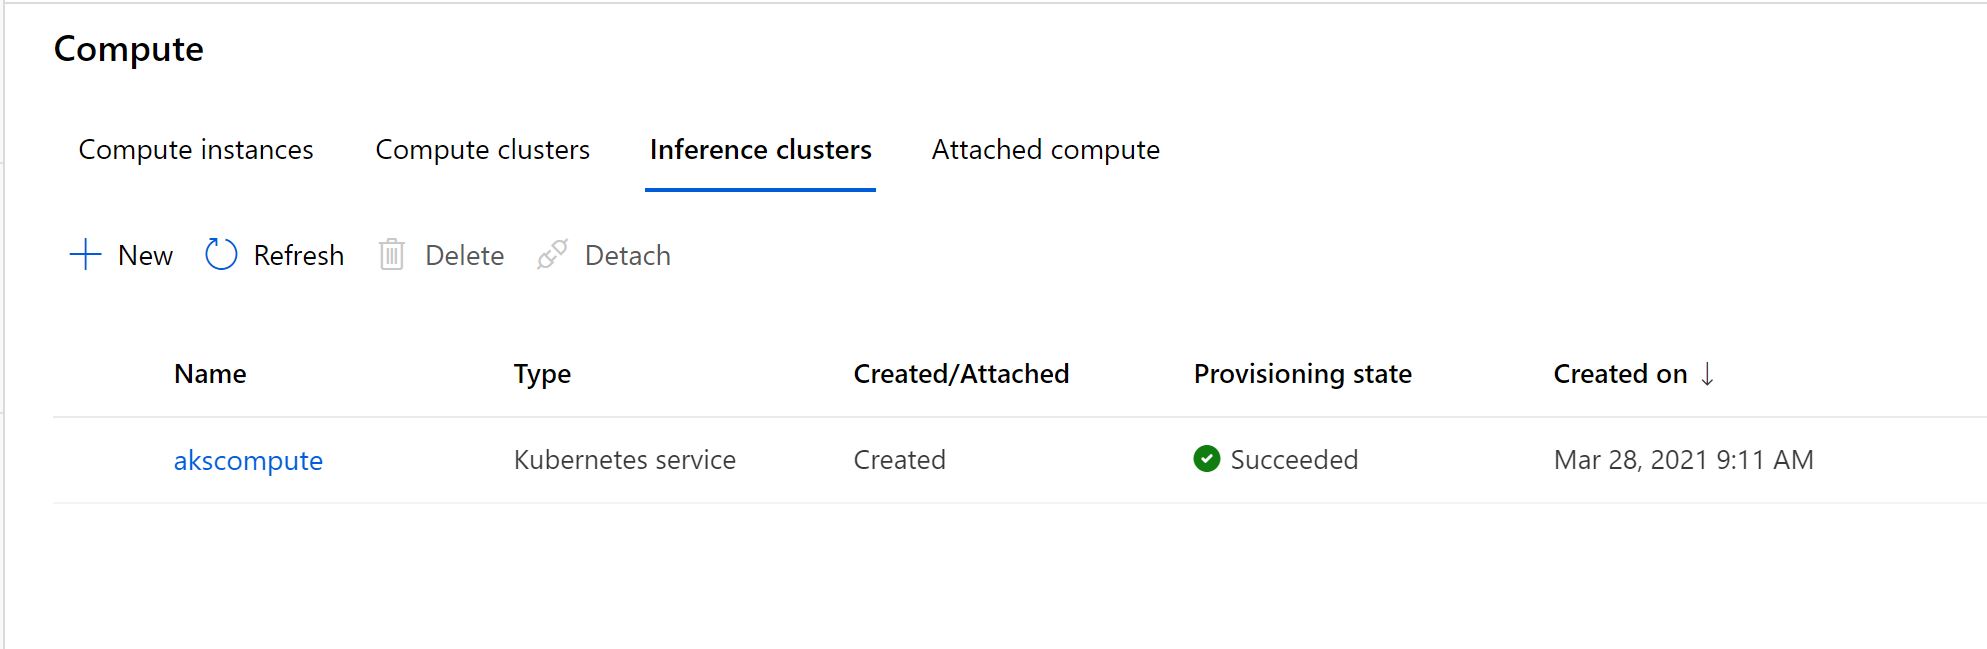 Compute
Compute instances Compute clusters Inference clusters Attached compute
New Refresh Delete Detach
Name Type Created/Attached Provisioning state Created on ↓
akscompute Kubernetes service Created Succeeded Mar 28, 2021 9:11 AM